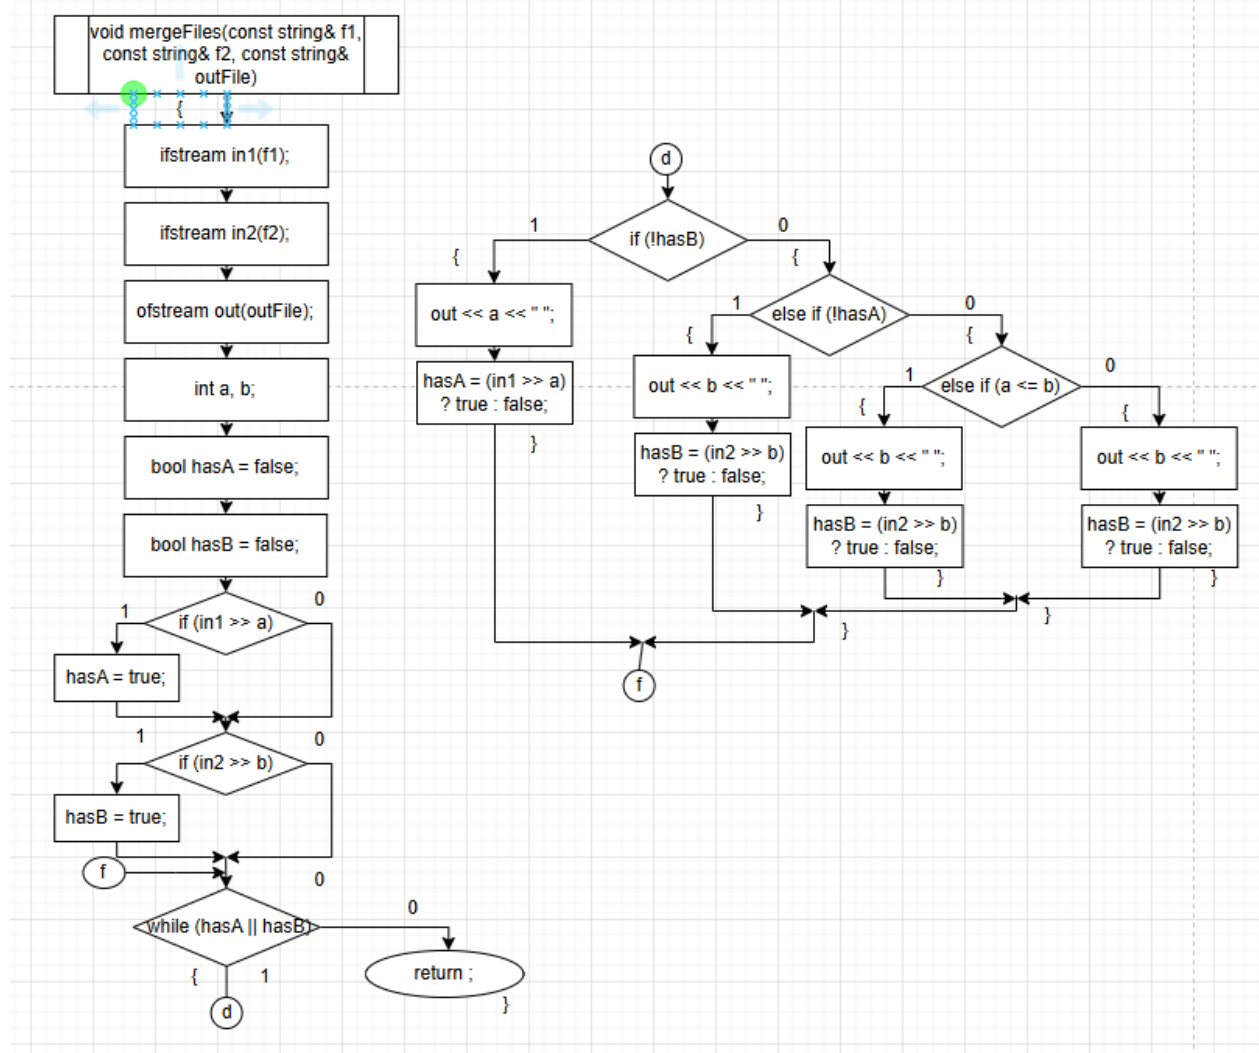 void mergeFiles(const string& f1,
const string& f2, const string&
outFile)
{
ifstream in1(f1);
ifstream in2(f2);
ofstream out(outFile);
int a, b;
bool hasA = false;
bool hasB = false;
if (in1 >> a)
1
0
hasA = true;
if (in2 >> b)
1
0
hasB = true;
f
0
while (hasA || hasB)
0
{
1
return ;
}
d
d
if (!hasB)
1
0
{
{
out << a << " ";
hasA = (in1 >> a)
? true : false;
}
else if (!hasA)
1
0
{
{
out << b << " ";
hasB = (in2 >> b)
? true : false;
}
else if (a <= b)
1
0
{
{
out << b << " ";
hasB = (in2 >> b)
? true : false;
}
out << b << " ";
hasB = (in2 >> b)
? true : false;
}
}
}
f